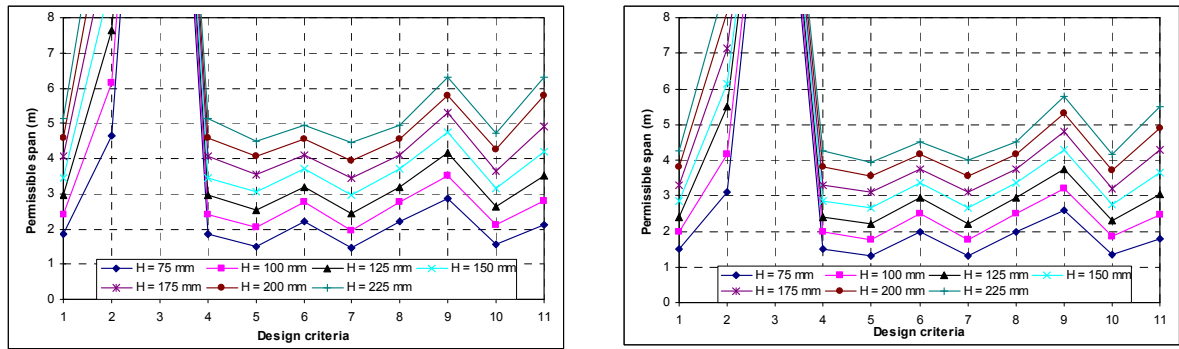 8
7
6
5
4
3
2
1
0
Permissible span (m)
H = 75 mm H = 100 mm H = 125 mm H = 150 mm
H = 175 mm H = 200 mm H = 225 mm
1 2 3 4 5 6 7 8 9 10 11
Design criteria
8
7
6
5
4
3
2
1
0
Permissible span (m)
H = 75 mm H = 100 mm H = 125 mm H = 150 mm
H = 175 mm H = 200 mm H = 225 mm
1 2 3 4 5 6 7 8 9 10 11
Design criteria